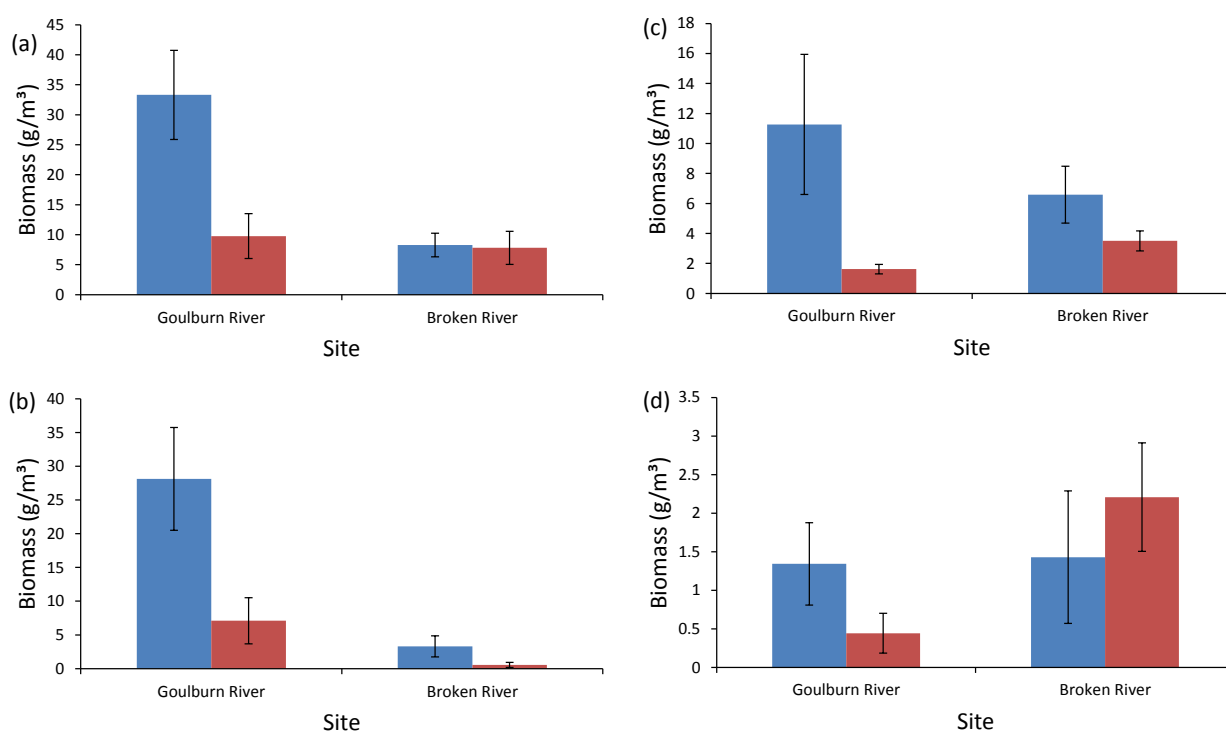 (a)
Biomass (g/m³)
45
40
35
30
25
20
15
10
5
0
Goulburn River
Broken River
Site
(c)
Biomass (g/m³)
18
16
14
12
10
8
6
4
2
0
Goulburn River
Broken River
Site
(b)
Biomass (g/m³)
40
35
30
25
20
15
10
5
0
Goulburn River
Broken River
Site
(d)
Biomass (g/m³)
3.5
3
2.5
2
1.5
1
0.5
0
Goulburn River
Broken River
Site